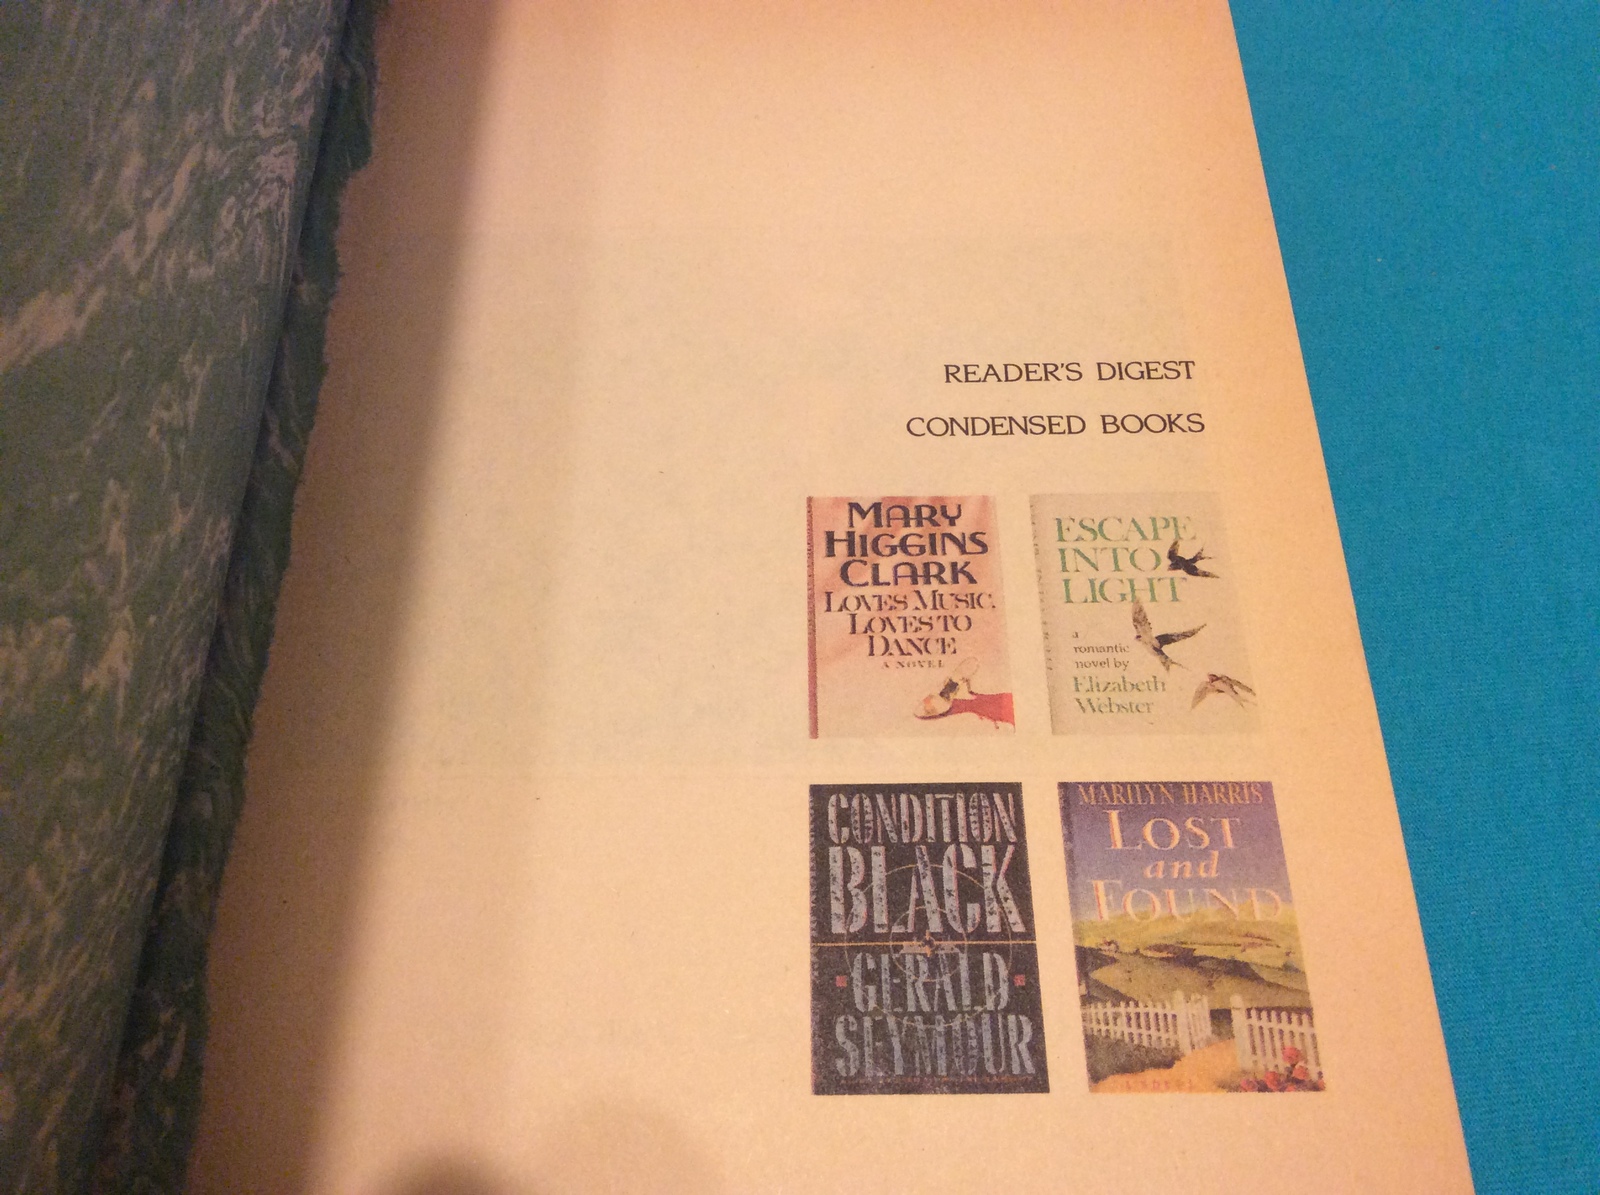 READER'S DIGEST
CONDENSED BOOKS
MARY
HIGGINS
CLARK
LOVES MUSIC,
LOVES TO
DANCE
A NOVEL
ESCAPE
INTO
LIGHT
a
romantic
novel by
Elizabeth
Webster
CONDITION
BLACK
GERALD
SEYMOUR
MARILYN HARRIS
LOST
and
FOUND
A NOVEL